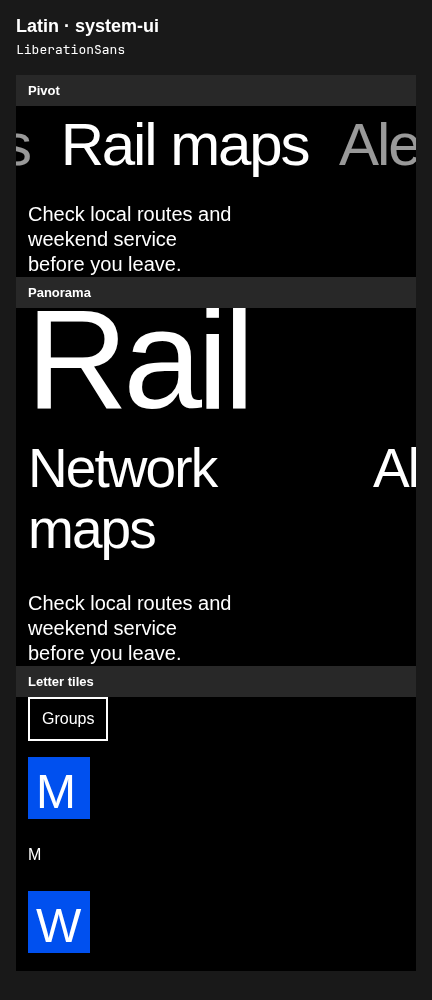 Latin · system-ui
LiberationSans
Pivot
s Rail maps Ale
Check local routes and
weekend service
before you leave.
Panorama
Rail
Network Al
maps
Check local routes and
weekend service
before you leave.
Letter tiles
Groups
M
M
W